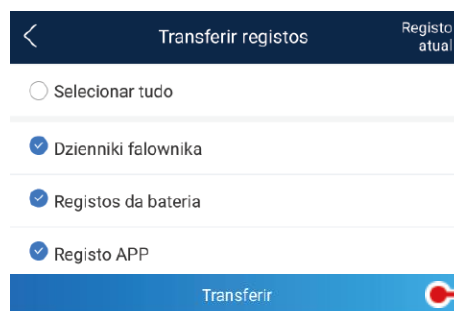 Transferir registos
Registo
atual
Selecionar tudo
Dzienniki falownika
Registos da bateria
Registo APP
Transferir